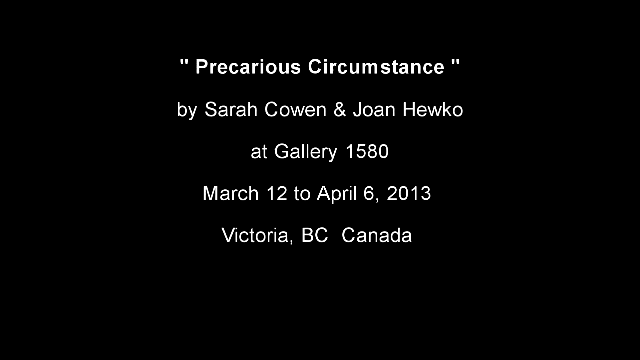 " Precarious Circumstance "
by Sarah Cowen & Joan Hewko
at Gallery 1580
March 12 to April 6, 2013
Victoria, BC  Canada